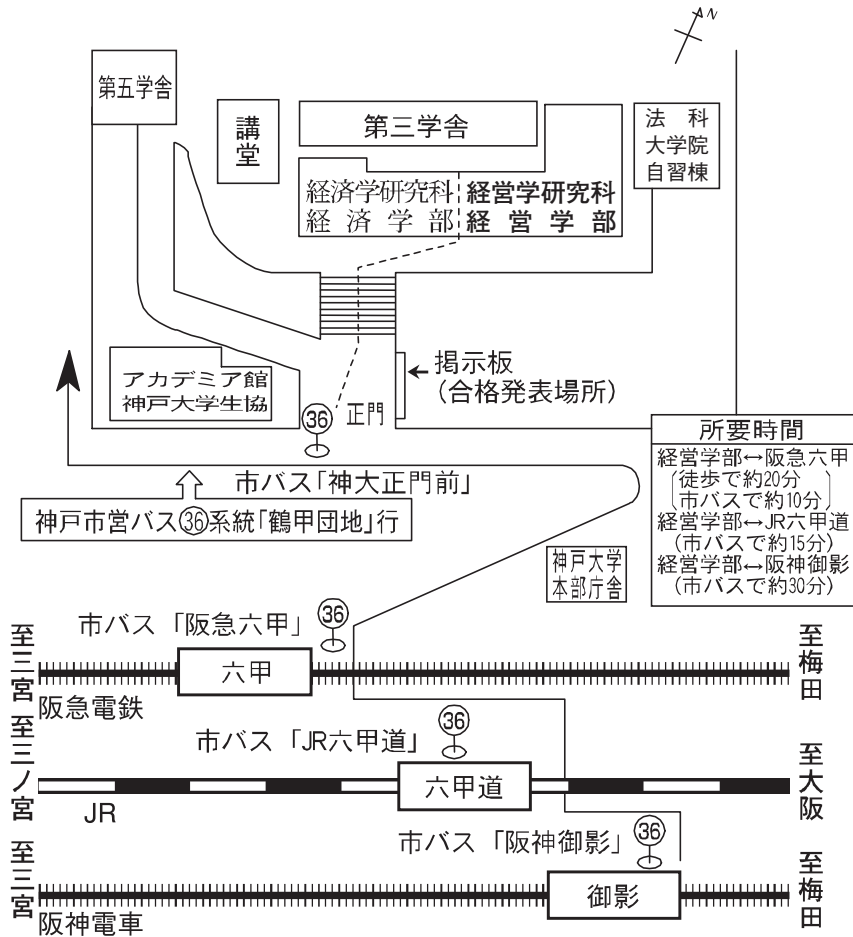 N
第五学舎
講堂
第三学舎
法科
大学院
自習棟
経済学研究科
経済学部
経営学研究科
経営学部
掲示板
(合格発表場所)
アカデミア館
神戸大学生協
36
正門
市バス「神大正門前」
神戸市営バス㊱系統「鶴甲団地」行
所要時間
経営学部↔阪急六甲
(徒歩で約20分)
(市バスで約10分)
経営学部↔JR六甲道
(市バスで約15分)
経営学部↔阪神御影
(市バスで約30分)
神戸大学
本部庁舎
市バス「阪急六甲」
36
至三宮
六甲
至梅田
阪急電鉄
市バス「JR六甲道」
36
至三ノ宮
六甲道
至大阪
JR
市バス「阪神御影」
36
至三宮
御影
至梅田
阪神電車